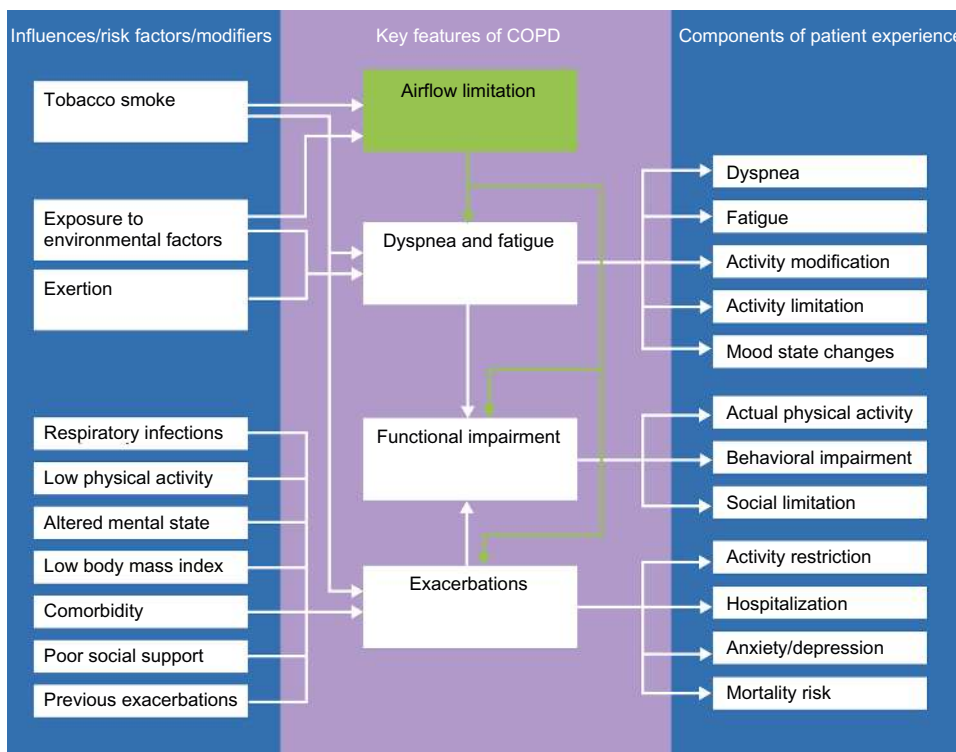 Influences/risk factors/modifiers
Key features of COPD
Components of patient experience
Tobacco smoke
Exposure to
environmental factors
Exertion
Respiratory infections
Low physical activity
Altered mental state
Low body mass index
Comorbidity
Poor social support
Previous exacerbations
Airflow limitation
Dyspnea and fatigue
Functional impairment
Exacerbations
Dyspnea
Fatigue
Activity modification
Activity limitation
Mood state changes
Actual physical activity
Behavioral impairment
Social limitation
Activity restriction
Hospitalization
Anxiety/depression
Mortality risk